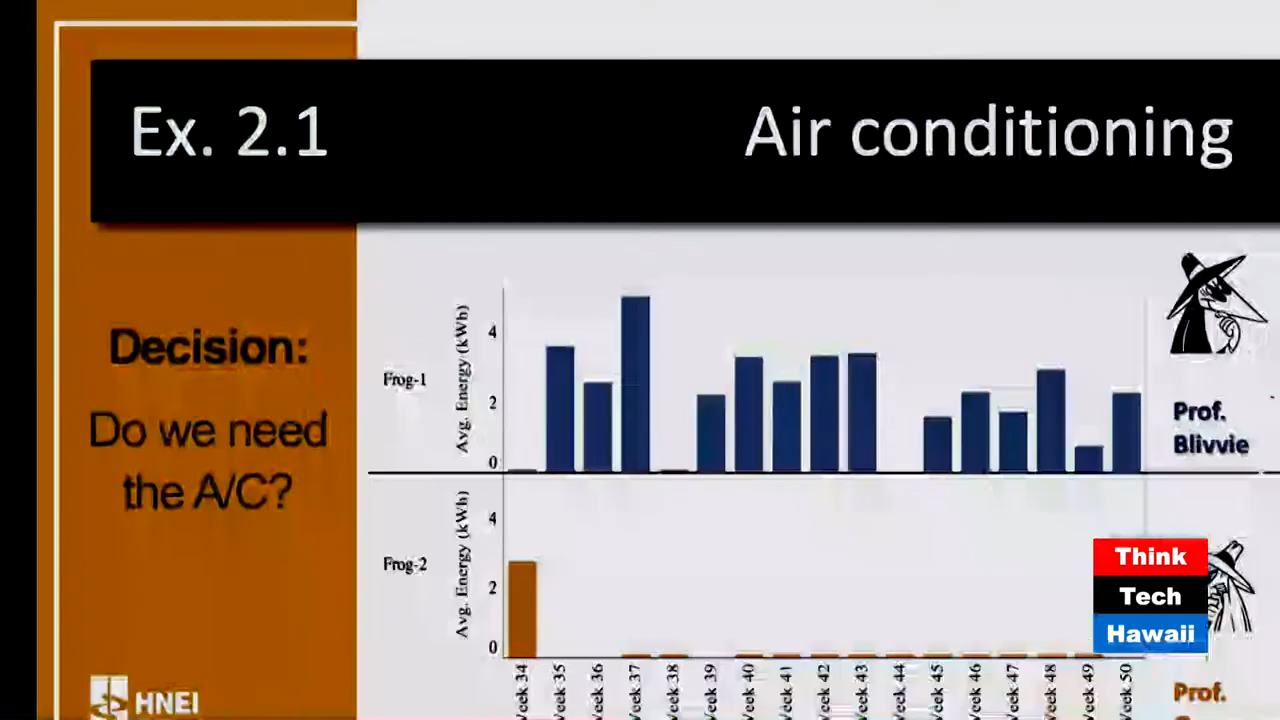 Ex. 2.1
Air conditioning
Decision:
Do we need
the A/C?
HNEI
Frog-1
Avg. Energy (kWh)
4
2
0
Prof.
Blivvie
Frog-2
Avg. Energy (kWh)
4
2
0
Week 34
Week 35
Week 36
Week 37
Week 38
Week 39
Week 40
Week 41
Week 42
Week 43
Week 44
Week 45
Week 46
Week 47
Week 48
Week 49
Week 50
Think
Tech
Hawaii
Prof.